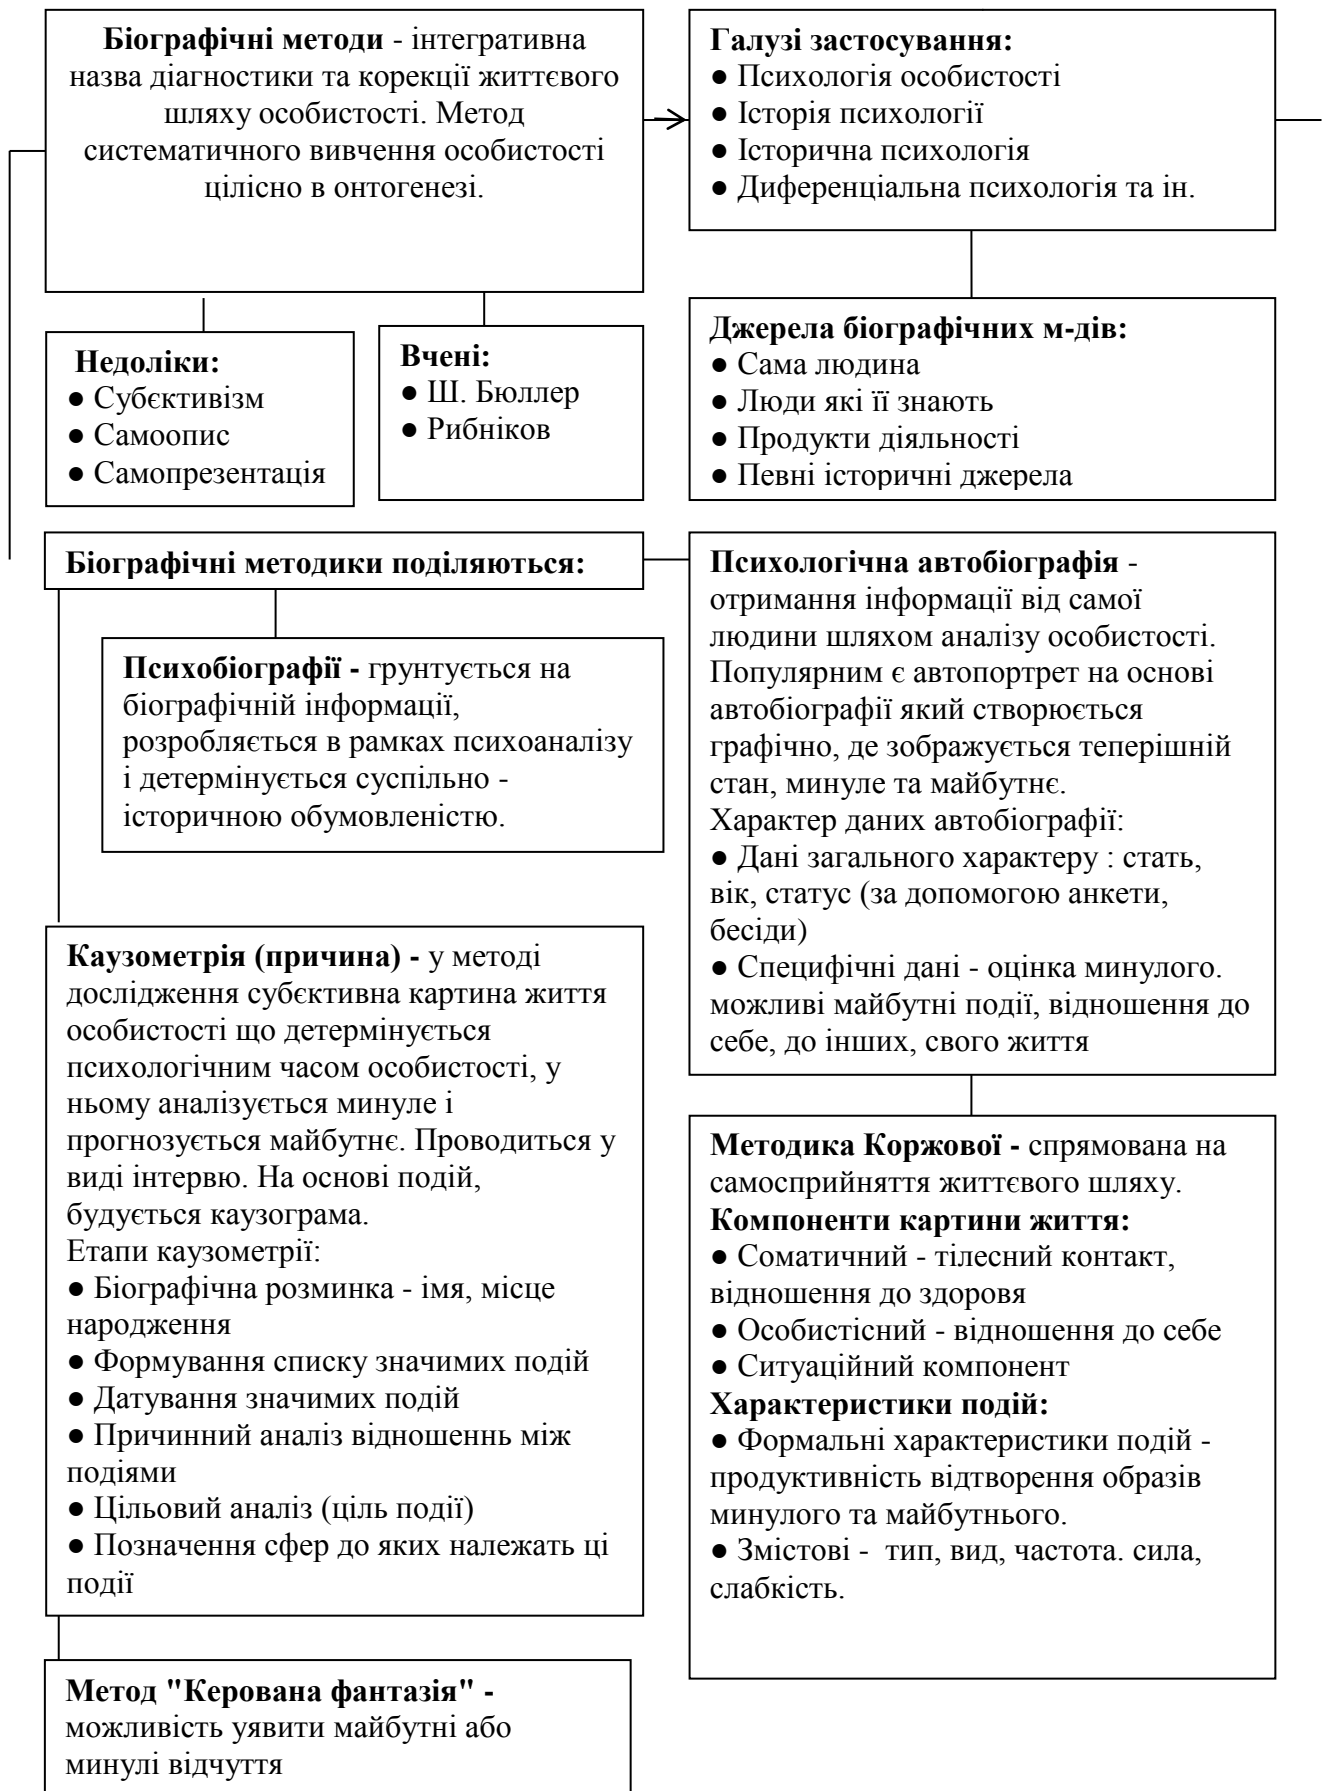 Біографічні методи - інтегративна
назва діагностики та корекції життєвого
шляху особистості. Метод
систематичного вивчення особистості
цілісно в онтогенезі.
Галузі застосування:
● Психологія особистості
● Історія психології
● Історична психологія
● Диференціальна психологія та ін.
Недоліки:
● Субєктивізм
● Самоопис
● Самопрезентація
Вчені:
● Ш. Бюллер
● Рибніков
Джерела біографічних м-дів:
● Сама людина
● Люди які її знають
● Продукти діяльності
● Певні історичні джерела
Біографічні методики поділяються:
Психобіографії - грунтується на
біографічній інформації,
розробляється в рамках психоаналізу
і детермінується суспільно -
історичною обумовленістю.
Психологічна автобіографія -
отримання інформації від самої
людини шляхом аналізу особистості.
Популярним є автопортрет на основі
автобіографії який створюється
графічно, де зображується теперішній
стан, минуле та майбутнє.
Характер даних автобіографії:
● Дані загального характеру : стать,
вік, статус (за допомогою анкети,
бесіди)
● Специфічні дані - оцінка минулого.
можливі майбутні події, відношення до
себе, до інших, свого життя
Каузометрія (причина) - у методі
дослідження субєктивна картина життя
особистості що детермінується
психологічним часом особистості, у
ньому аналізується минуле і
прогнозується майбутнє. Проводиться у
виді інтервю. На основі подій,
будується каузограма.
Етапи каузометрії:
● Біографічна розминка - імя, місце
народження
● Формування списку значимих подій
● Датування значимих подій
● Причинний аналіз відношеннь між
подіями
● Цільовий аналіз (ціль події)
● Позначення сфер до яких належать ці
події
Методика Коржової - спрямована на
самосприйняття життєвого шляху.
Компоненти картини життя:
● Соматичний - тілесний контакт,
відношення до здоровя
● Особистісний - відношення до себе
● Ситуаційний компонент
Характеристики подій:
● Формальні характеристики подій -
продуктивність відтворення образів
минулого та майбутнього.
● Змістові -  тип, вид, частота. сила,
слабкість.
Метод "Керована фантазія" -
можливість уявити майбутні або
минулі відчуття